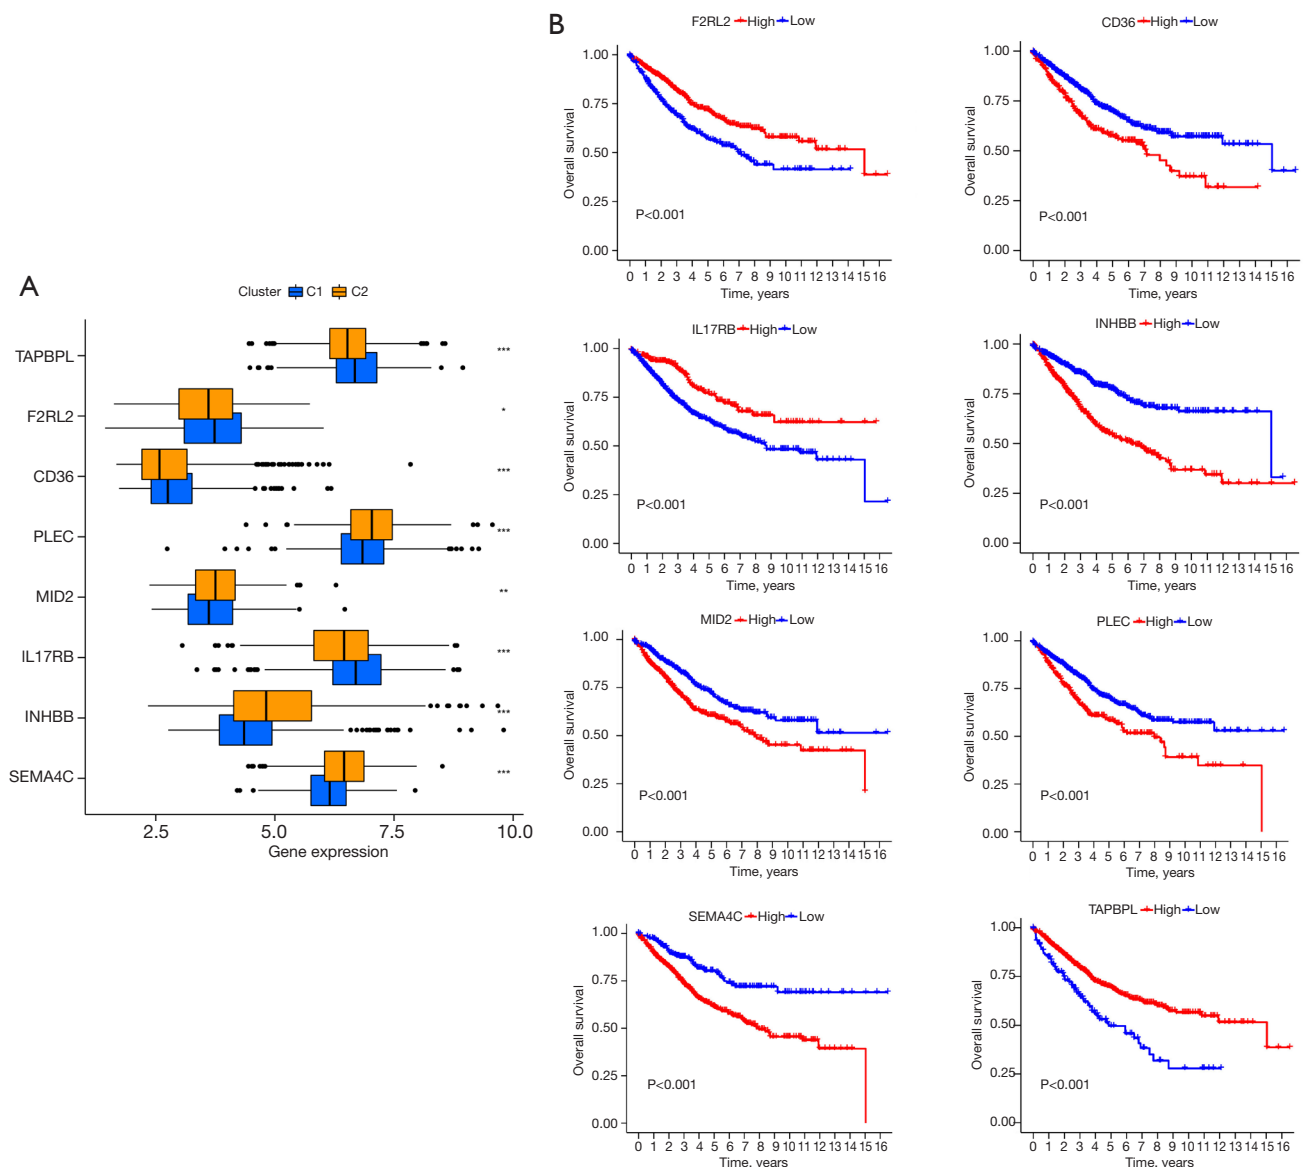 A
Cluster C1 C2
TAPBPL ***
F2RL2 *
CD36 ***
PLEC ***
MID2 **
IL17RB ***
INHBB ***
SEMA4C ***
2.5 5.0 7.5 10.0
Gene expression
B
F2RL2 High Low
Overall survival
1.00
0.75
0.50
0.25
0.00
P<0.001
0 1 2 3 4 5 6 7 8 9 10 11 12 13 14 15 16
Time, years
CD36 High Low
Overall survival
1.00
0.75
0.50
0.25
0.00
P<0.001
0 1 2 3 4 5 6 7 8 9 10 11 12 13 14 15 16
Time, years
IL17RB High Low
Overall survival
1.00
0.75
0.50
0.25
0.00
P<0.001
0 1 2 3 4 5 6 7 8 9 10 11 12 13 14 15 16
Time, years
INHBB High Low
Overall survival
1.00
0.75
0.50
0.25
0.00
P<0.001
0 1 2 3 4 5 6 7 8 9 10 11 12 13 14 15 16
Time, years
MID2 High Low
Overall survival
1.00
0.75
0.50
0.25
0.00
P<0.001
0 1 2 3 4 5 6 7 8 9 10 11 12 13 14 15 16
Time, years
PLEC High Low
Overall survival
1.00
0.75
0.50
0.25
0.00
P<0.001
0 1 2 3 4 5 6 7 8 9 10 11 12 13 14 15 16
Time, years
SEMA4C High Low
Overall survival
1.00
0.75
0.50
0.25
0.00
P<0.001
0 1 2 3 4 5 6 7 8 9 10 11 12 13 14 15 16
Time, years
TAPBPL High Low
Overall survival
1.00
0.75
0.50
0.25
0.00
P<0.001
0 1 2 3 4 5 6 7 8 9 10 11 12 13 14 15 16
Time, years